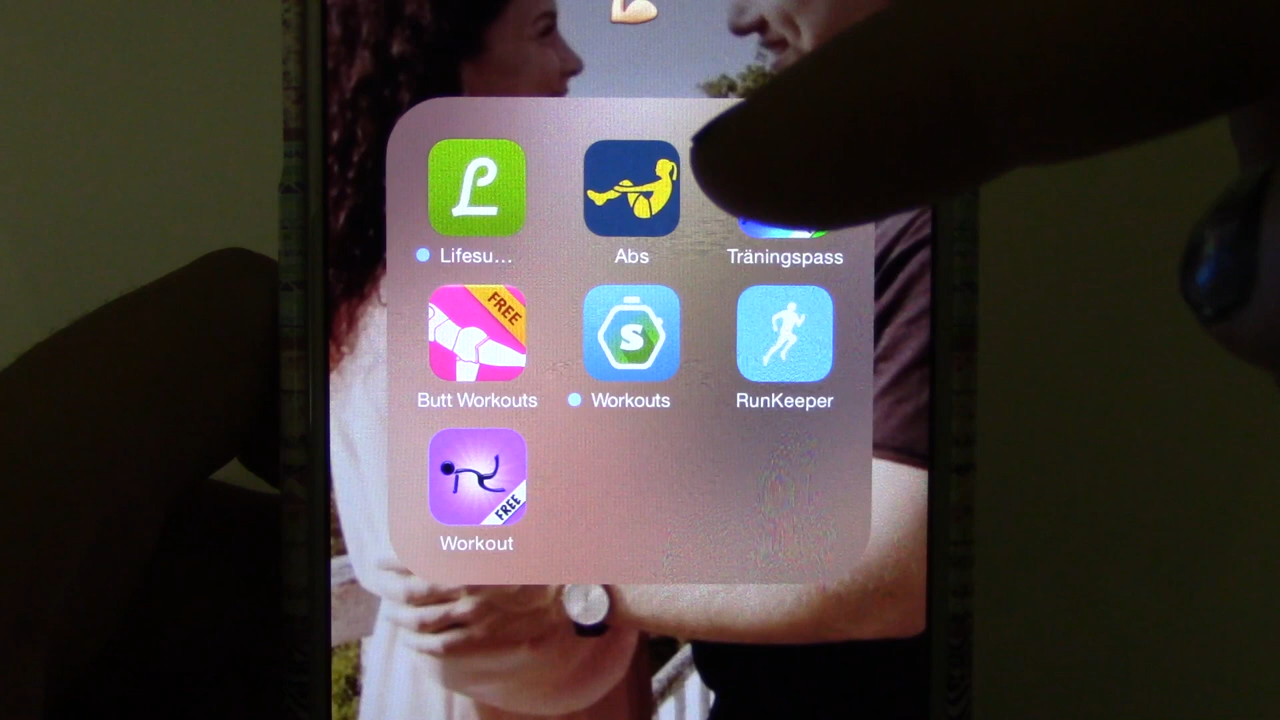 L
Lifesu...
Abs
Träningspass
FREE
S
Butt Workouts
Workouts
RunKeeper
FREE
Workout